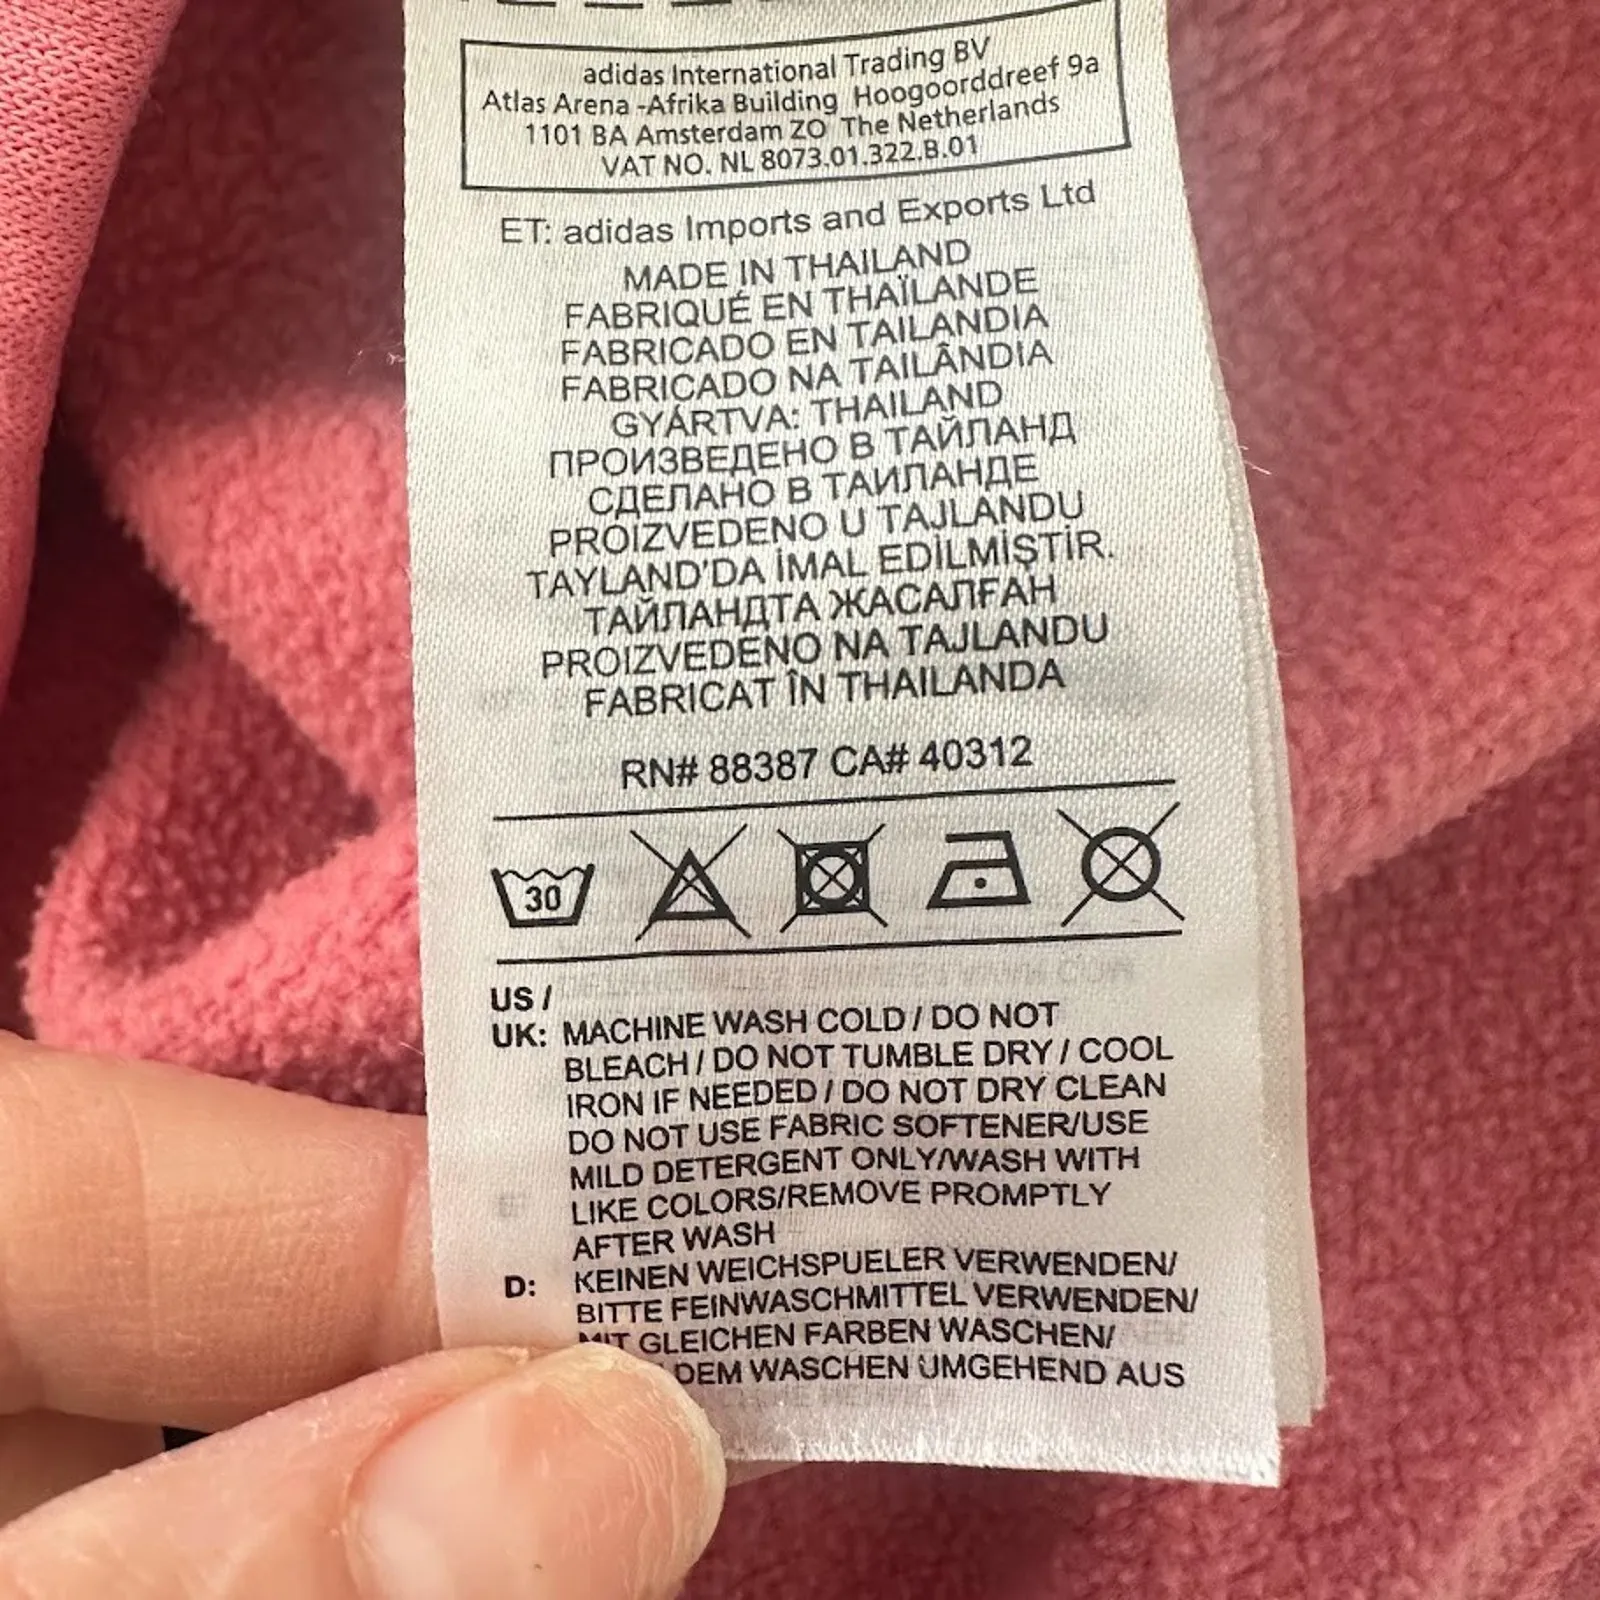 adidas International Trading BV
Atlas Arena -Afrika Building Hoogoorddreef 9a
1101 BA Amsterdam ZO The Netherlands
VAT NO. NL 8073.01.322.B.01
ET: adidas Imports and Exports Ltd
MADE IN THAILAND
FABRIQUÉ EN THAÏLANDE
FABRICADO EN TAILANDIA
FABRICADO NA TAILÂNDIA
GYÁRTVA: THAILAND
ПРОИЗВЕДЕНО В ТАЙЛАНД
СДЕЛАНО В ТАИЛАНДЕ
PROIZVEDENO U TAJLANDU
TAYLAND'DA İMAL EDİLMİŞTİR.
ТАЙЛАНДТА ЖАСАЛҒАН
PROIZVEDENO NA TAJLANDU
FABRICAT ÎN THAILANDA
RN# 88387 CA# 40312
30
US /
UK: MACHINE WASH COLD / DO NOT
BLEACH / DO NOT TUMBLE DRY / COOL
IRON IF NEEDED / DO NOT DRY CLEAN
DO NOT USE FABRIC SOFTENER/USE
MILD DETERGENT ONLY/WASH WITH
LIKE COLORS/REMOVE PROMPTLY
AFTER WASH
D: KEINEN WEICHSPUELER VERWENDEN/
BITTE FEINWASCHMITTEL VERWENDEN/
MIT GLEICHEN FARBEN WASCHEN/
DEM WASCHEN UMGEHEND AUS